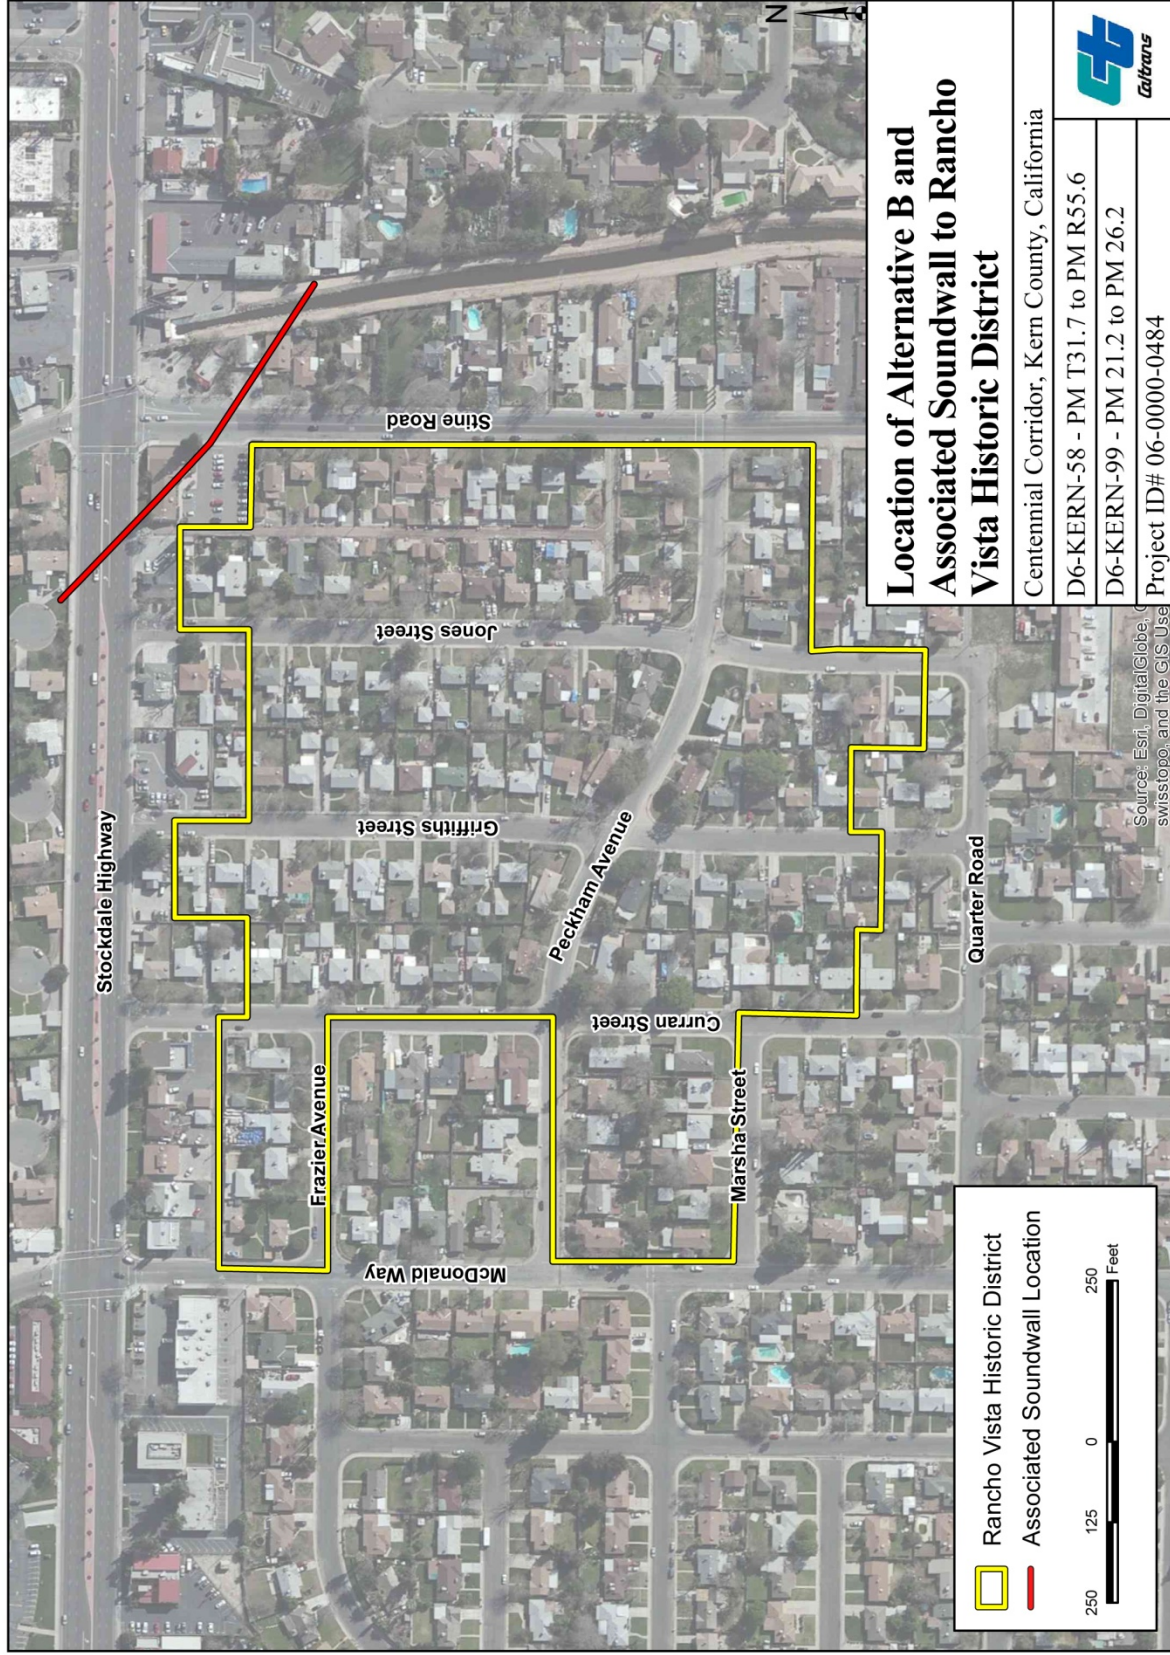 N
Stockdale Highway
Stine Road
Jones Street
Griffiths Street
Peckham Avenue
Curran Street
Frazier Avenue
Marsha Street
McDonald Way
Quarter Road
Location of Alternative B and
Associated Soundwall to Rancho
Vista Historic District
Centennial Corridor, Kern County, California
D6-KERN-58 - PM T31.7 to PM R55.6
D6-KERN-99 - PM 21.2 to PM 26.2
Project ID# 06-0000-0484
Caltrans
Source: Esri, DigitalGlobe,
swisstopo, and the GIS Use
Rancho Vista Historic District
Associated Soundwall Location
250 125 0 250
Feet